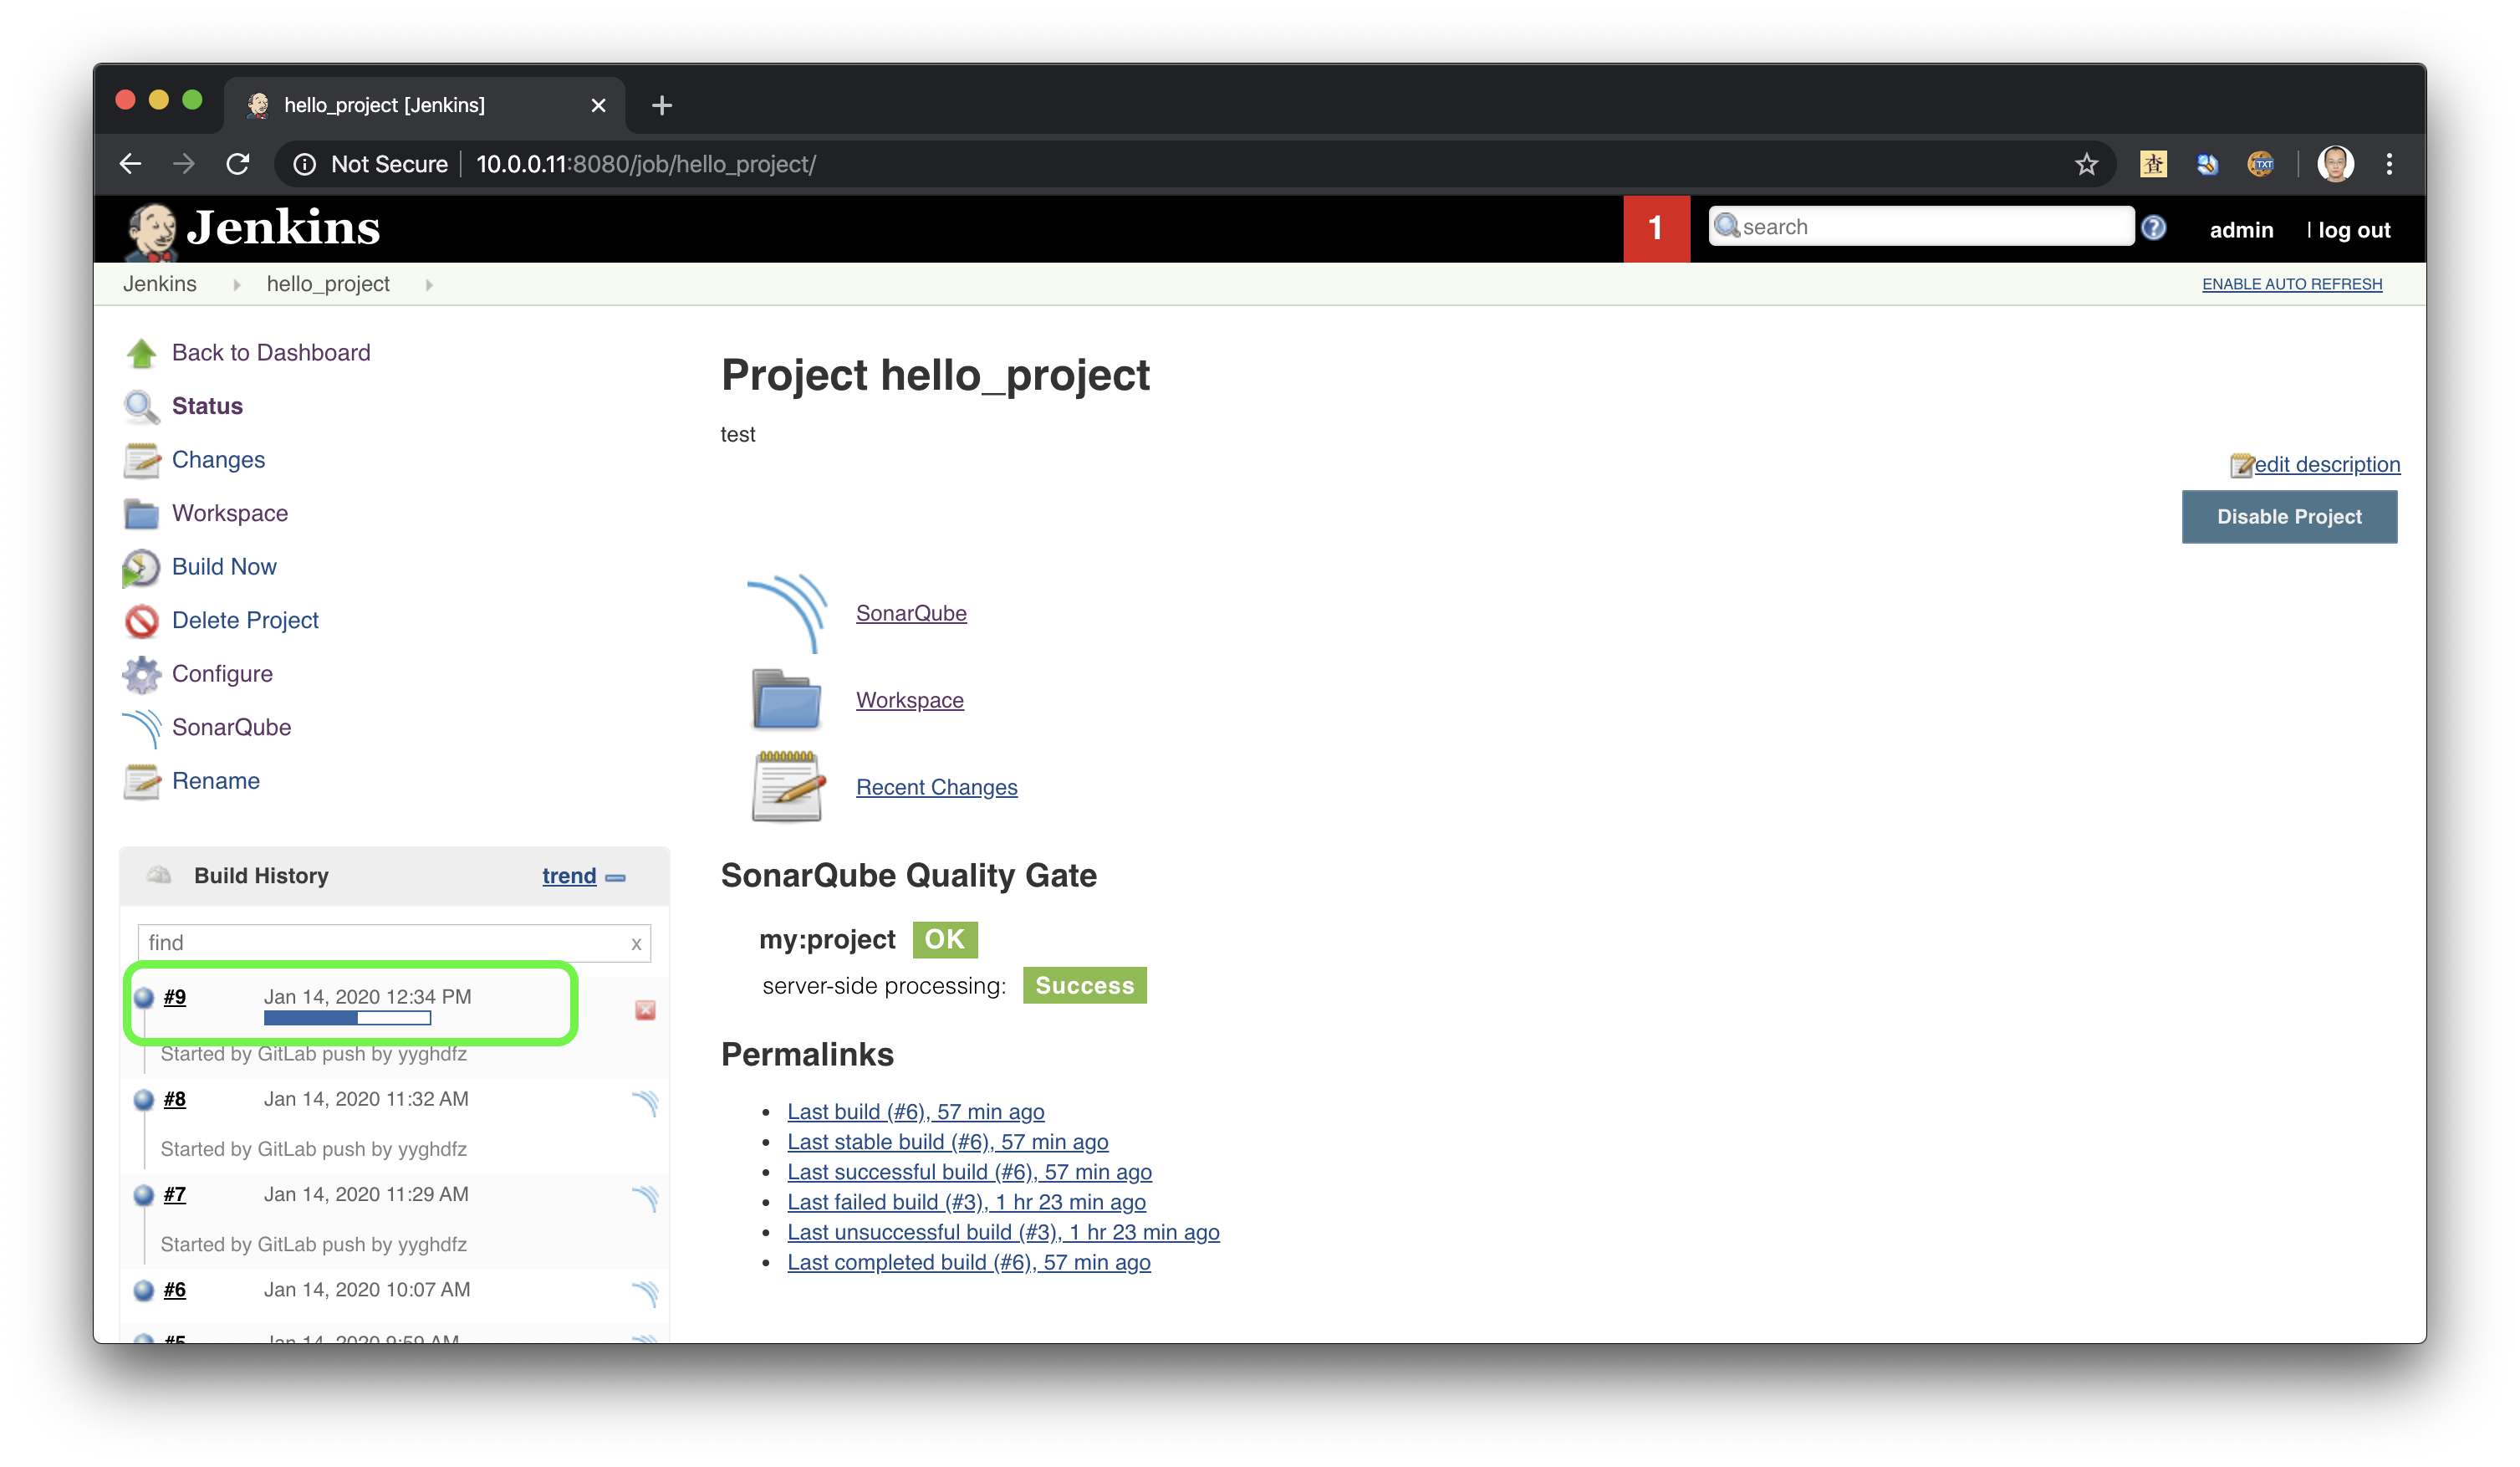 hello_project [Jenkins]
Not Secure | 10.0.0.11:8080/job/hello_project/
查
TXT
Jenkins
1
search
admin
| log out
Jenkins
hello_project
ENABLE AUTO REFRESH
Back to Dashboard
Status
Changes
Workspace
Build Now
Delete Project
Configure
SonarQube
Rename
Build History
trend
find
x
#9 Jan 14, 2020 12:34 PM
Started by GitLab push by yyghdfz
#8 Jan 14, 2020 11:32 AM
Started by GitLab push by yyghdfz
#7 Jan 14, 2020 11:29 AM
Started by GitLab push by yyghdfz
#6 Jan 14, 2020 10:07 AM
#5 Jan 14, 2020 9:59 AM
Project hello_project
test
edit description
Disable Project
SonarQube
Workspace
Recent Changes
SonarQube Quality Gate
my:project OK
server-side processing: Success
Permalinks
Last build (#6), 57 min ago
Last stable build (#6), 57 min ago
Last successful build (#6), 57 min ago
Last failed build (#3), 1 hr 23 min ago
Last unsuccessful build (#3), 1 hr 23 min ago
Last completed build (#6), 57 min ago